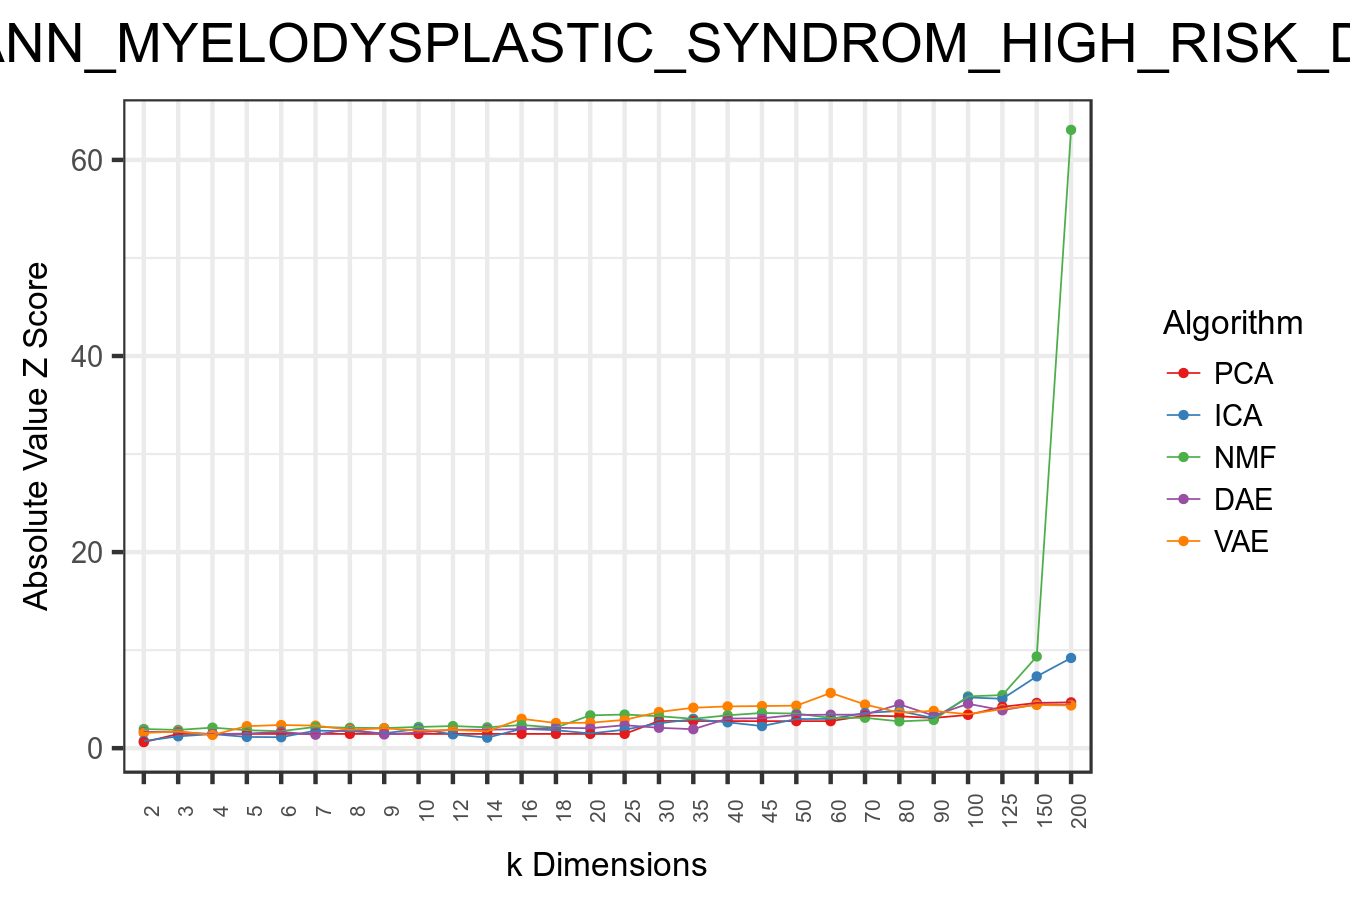 ANN_MYELODYSPLASTIC_SYNDROM_HIGH_RISK_D
60
40
20
0
Absolute Value Z Score
2 3 4 5 6 7 8 9 10 12 14 16 18 20 25 30 35 40 45 50 60 70 80 90 100 125 150 200
k Dimensions
Algorithm
PCA
ICA
NMF
DAE
VAE